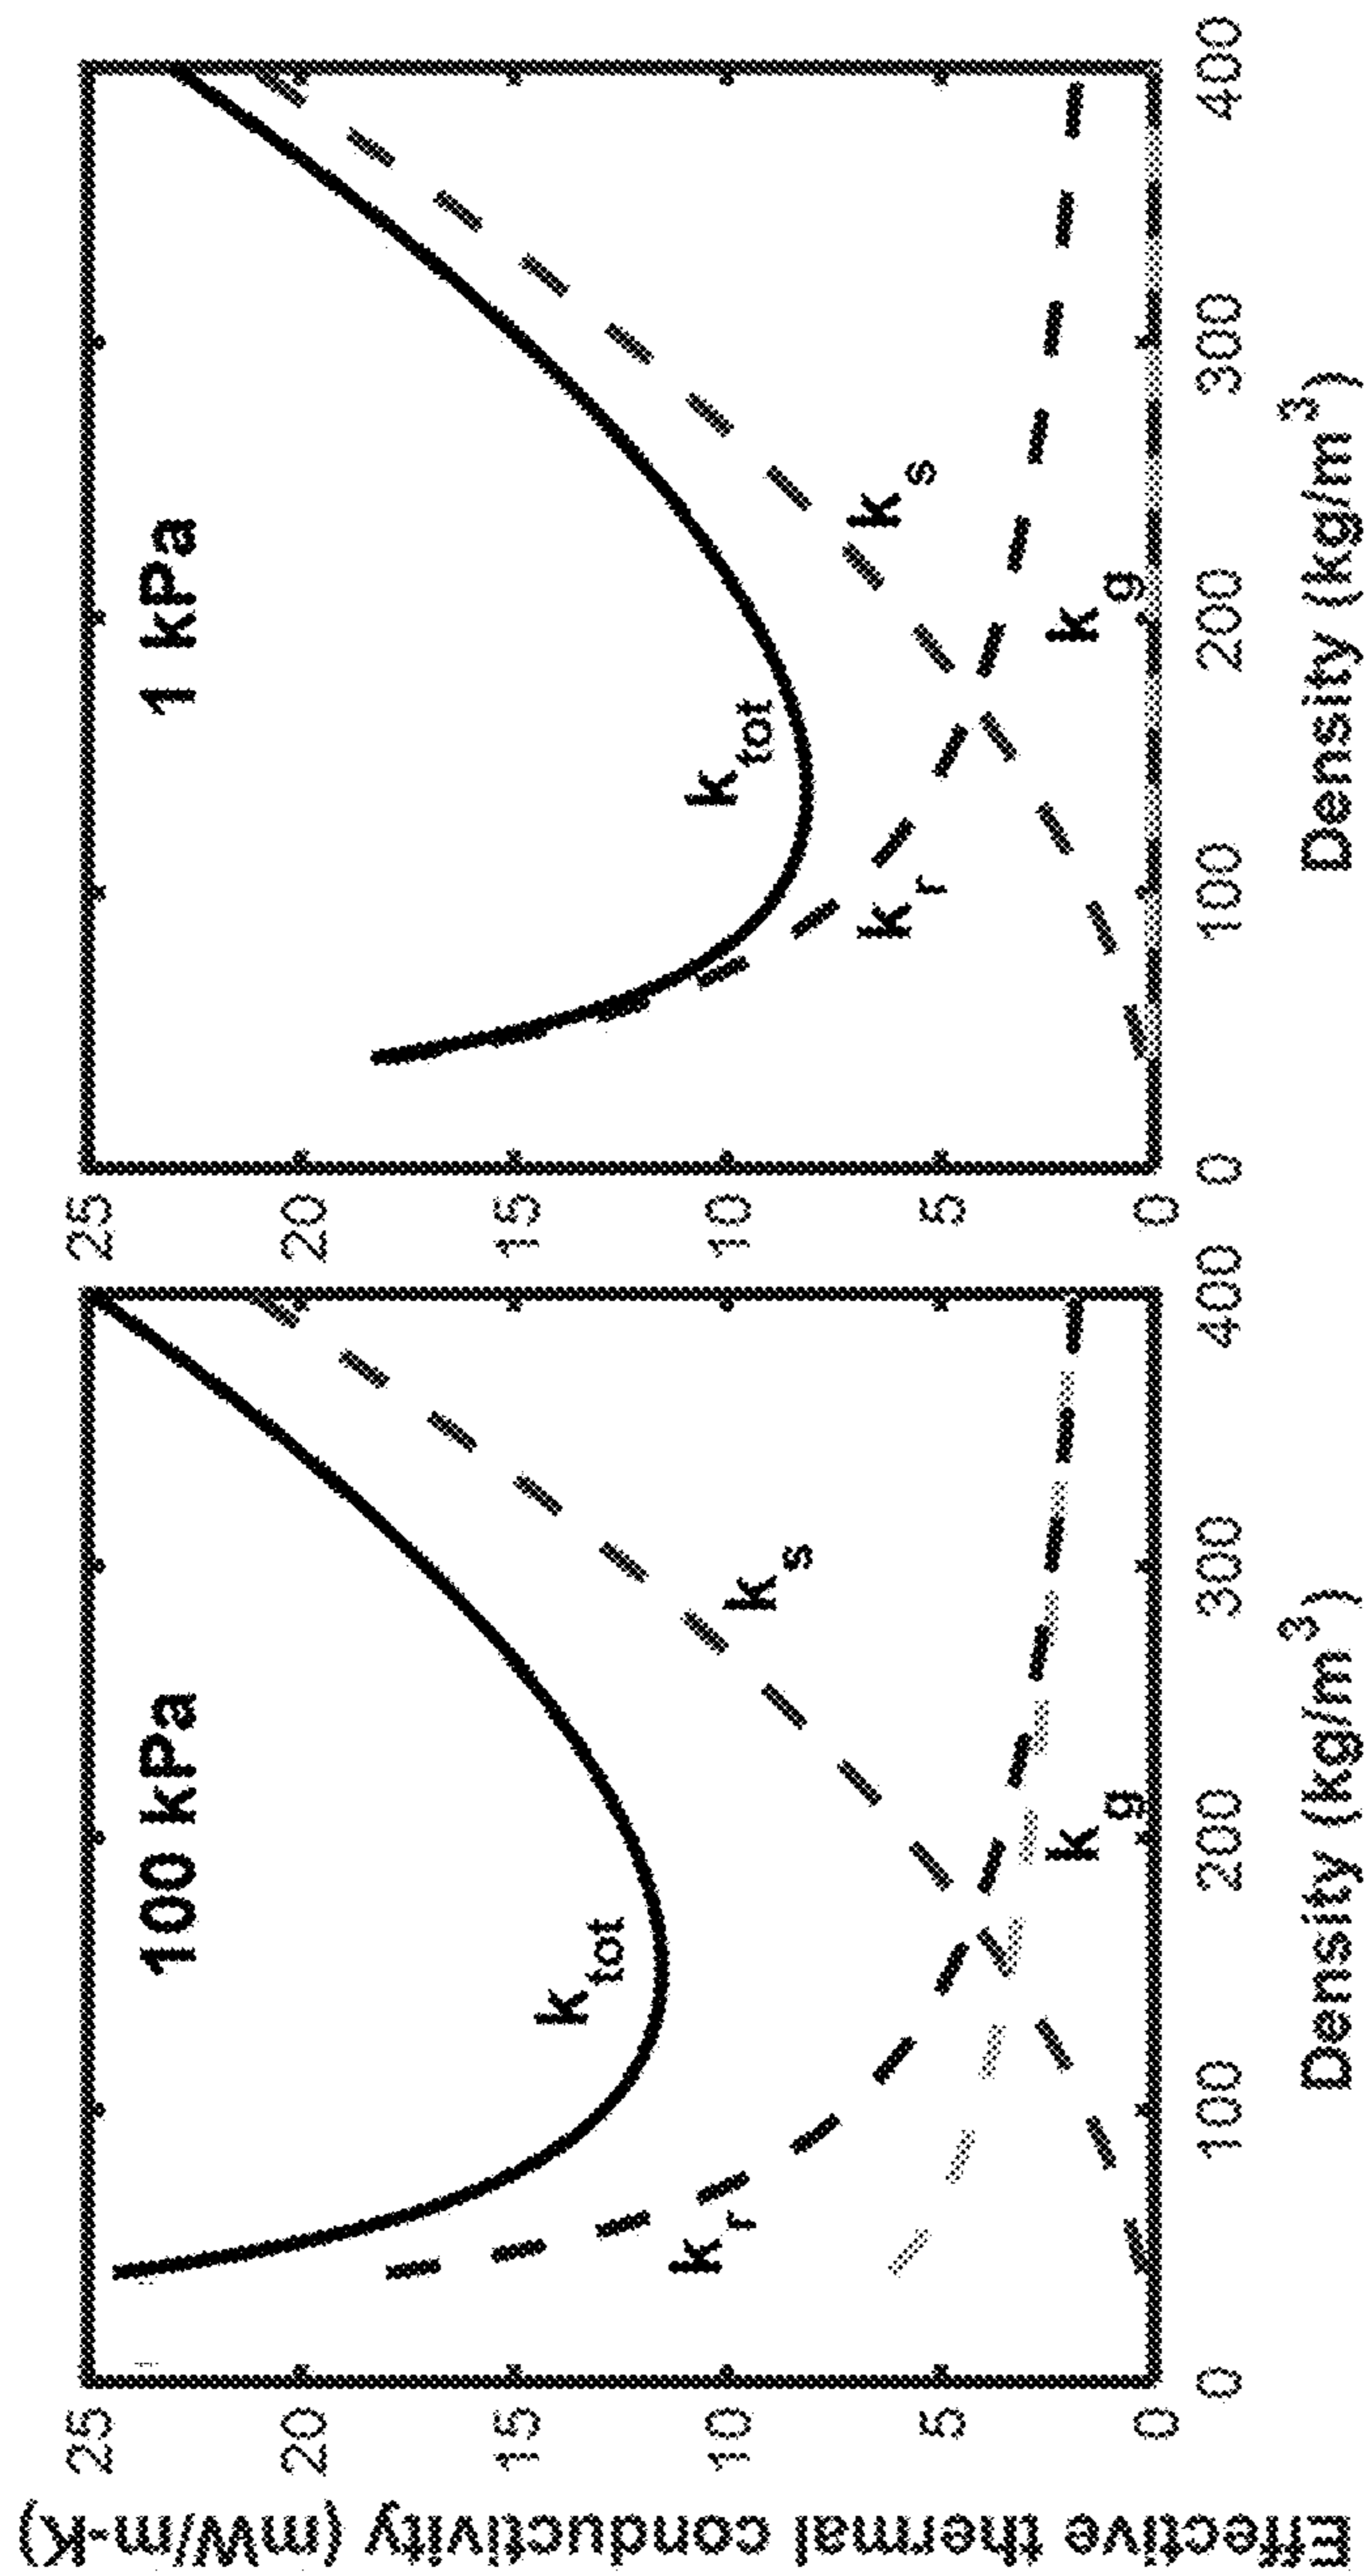 Effective thermal conductivity (mW/m·K)
100 kPa
25
20
15
10
5
0
k tot
k s
k r
k g
0 100 200 300 400
Density (kg/m³)
1 kPa
25
20
15
10
5
0
k tot
k s
k r
k g
0 100 200 300 400
Density (kg/m³)